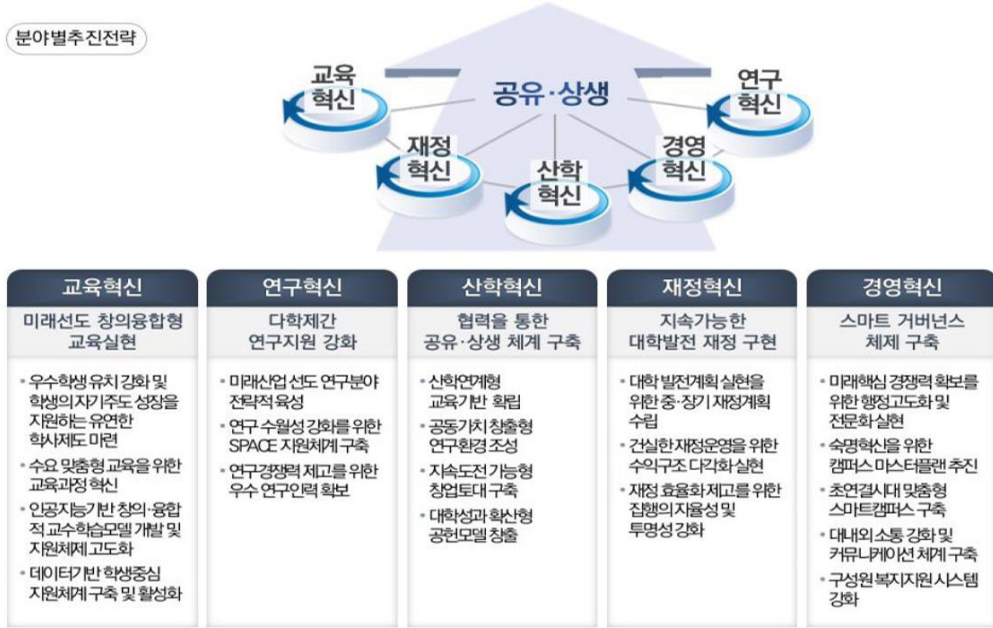 분야별추진전략
교육
혁신
공유·상생
연구
혁신
재정
혁신
경영
혁신
산학
혁신
교육혁신
미래선도 창의융합형
교육실현
• 우수학생 유치 강화 및
학생의 자기주도 성장을
지원하는 유연한
학사제도 마련
• 수요 맞춤형 교육을 위한
교육과정 혁신
• 인공지능기반 창의·융합
적 교수학습모델 개발 및
지원체제 고도화
• 데이터기반 학생중심
지원체계 구축 및 활성화
연구혁신
다학제간
연구지원 강화
• 미래산업 선도 연구분야
전략적 육성
• 연구 수월성 강화를 위한
SPACE 지원체계 구축
• 연구경쟁력 제고를 위한
우수 연구인력 확보
산학혁신
협력을 통한
공유·상생 체계 구축
• 산학연계형
교육기반 확립
• 공동가치 창출형
연구환경 조성
• 지속도전 가능형
창업토대 구축
• 대학성과 확산형
공헌모델 창출
재정혁신
지속가능한
대학발전 재정 구현
• 대학 발전계획 실현을
위한 중·장기 재정계획
수립
• 건실한 재정운영을 위한
수익구조 다각화 실현
• 재정 효율화 제고를 위한
집행의 자율성 및
투명성 강화
경영혁신
스마트 거버넌스
체제 구축
• 미래핵심 경쟁력 확보를
위한 행정고도화 및
전문화 실현
• 숙명혁신을 위한
캠퍼스 마스터플랜 추진
• 초연결시대 맞춤형
스마트캠퍼스 구축
• 대내외 소통 강화 및
커뮤니케이션 체계 구축
• 구성원 복지지원 시스템
강화